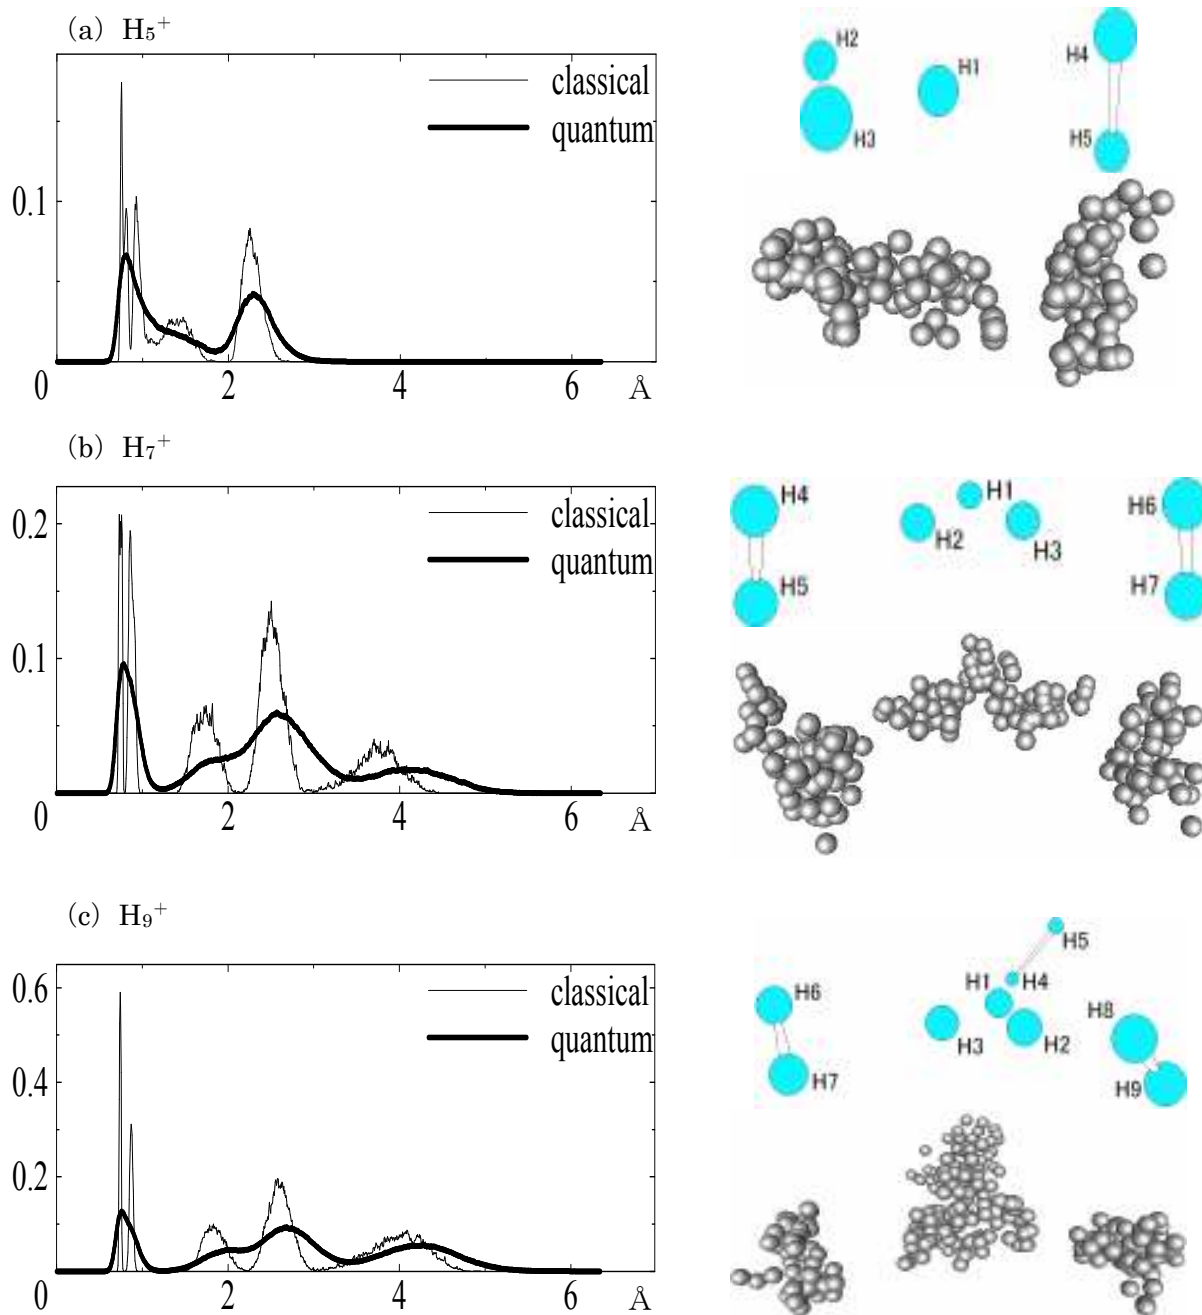 (a) H₅⁺
classical
quantum
0.1
0
2
4
6
Å
H2
H1
H3
H4
H5
(b) H₇⁺
classical
quantum
0.2
0.1
0
2
4
6
Å
H4
H1
H6
H2
H3
H5
H7
(c) H₉⁺
classical
quantum
0.6
0.4
0.2
0
0
2
4
6
Å
H5
H6
H1
H4
H8
H3
H2
H7
H9